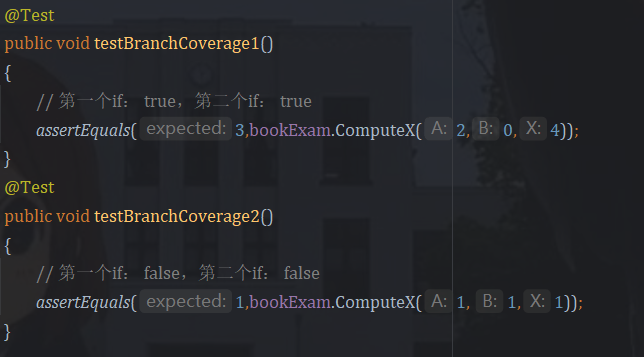 @Test
public void testBranchCoverage1()
{
// 第一个if： true，第二个if： true
assertEquals( expected: 3,bookExam.ComputeX( A: 2, B: 0, X: 4));
}
@Test
public void testBranchCoverage2()
{
// 第一个if： false，第二个if： false
assertEquals( expected: 1,bookExam.ComputeX( A: 1, B: 1, X: 1));
}